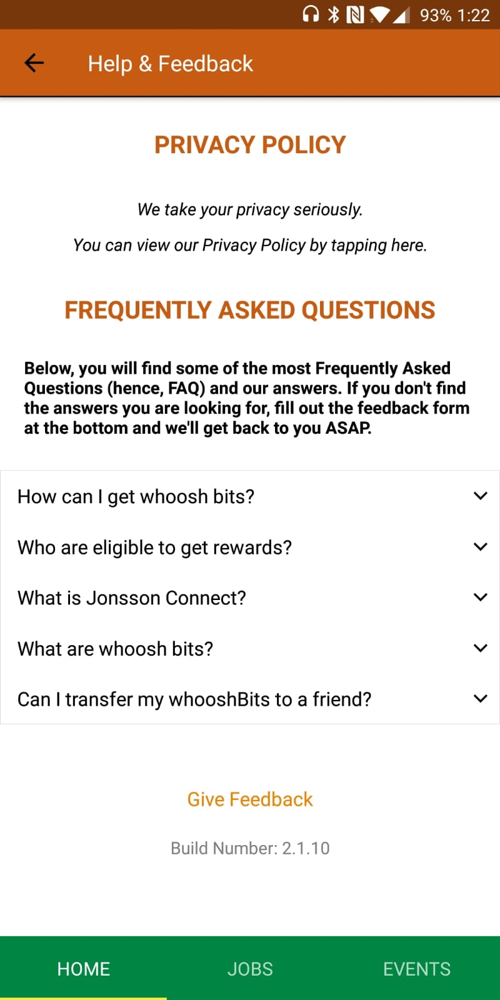 93% 1:22
Help & Feedback
PRIVACY POLICY
We take your privacy seriously.
You can view our Privacy Policy by tapping here.
FREQUENTLY ASKED QUESTIONS
Below, you will find some of the most Frequently Asked
Questions (hence, FAQ) and our answers. If you don't find
the answers you are looking for, fill out the feedback form
at the bottom and we'll get back to you ASAP.
How can I get whoosh bits?
Who are eligible to get rewards?
What is Jonsson Connect?
What are whoosh bits?
Can I transfer my whooshBits to a friend?
Give Feedback
Build Number: 2.1.10
HOME JOBS EVENTS